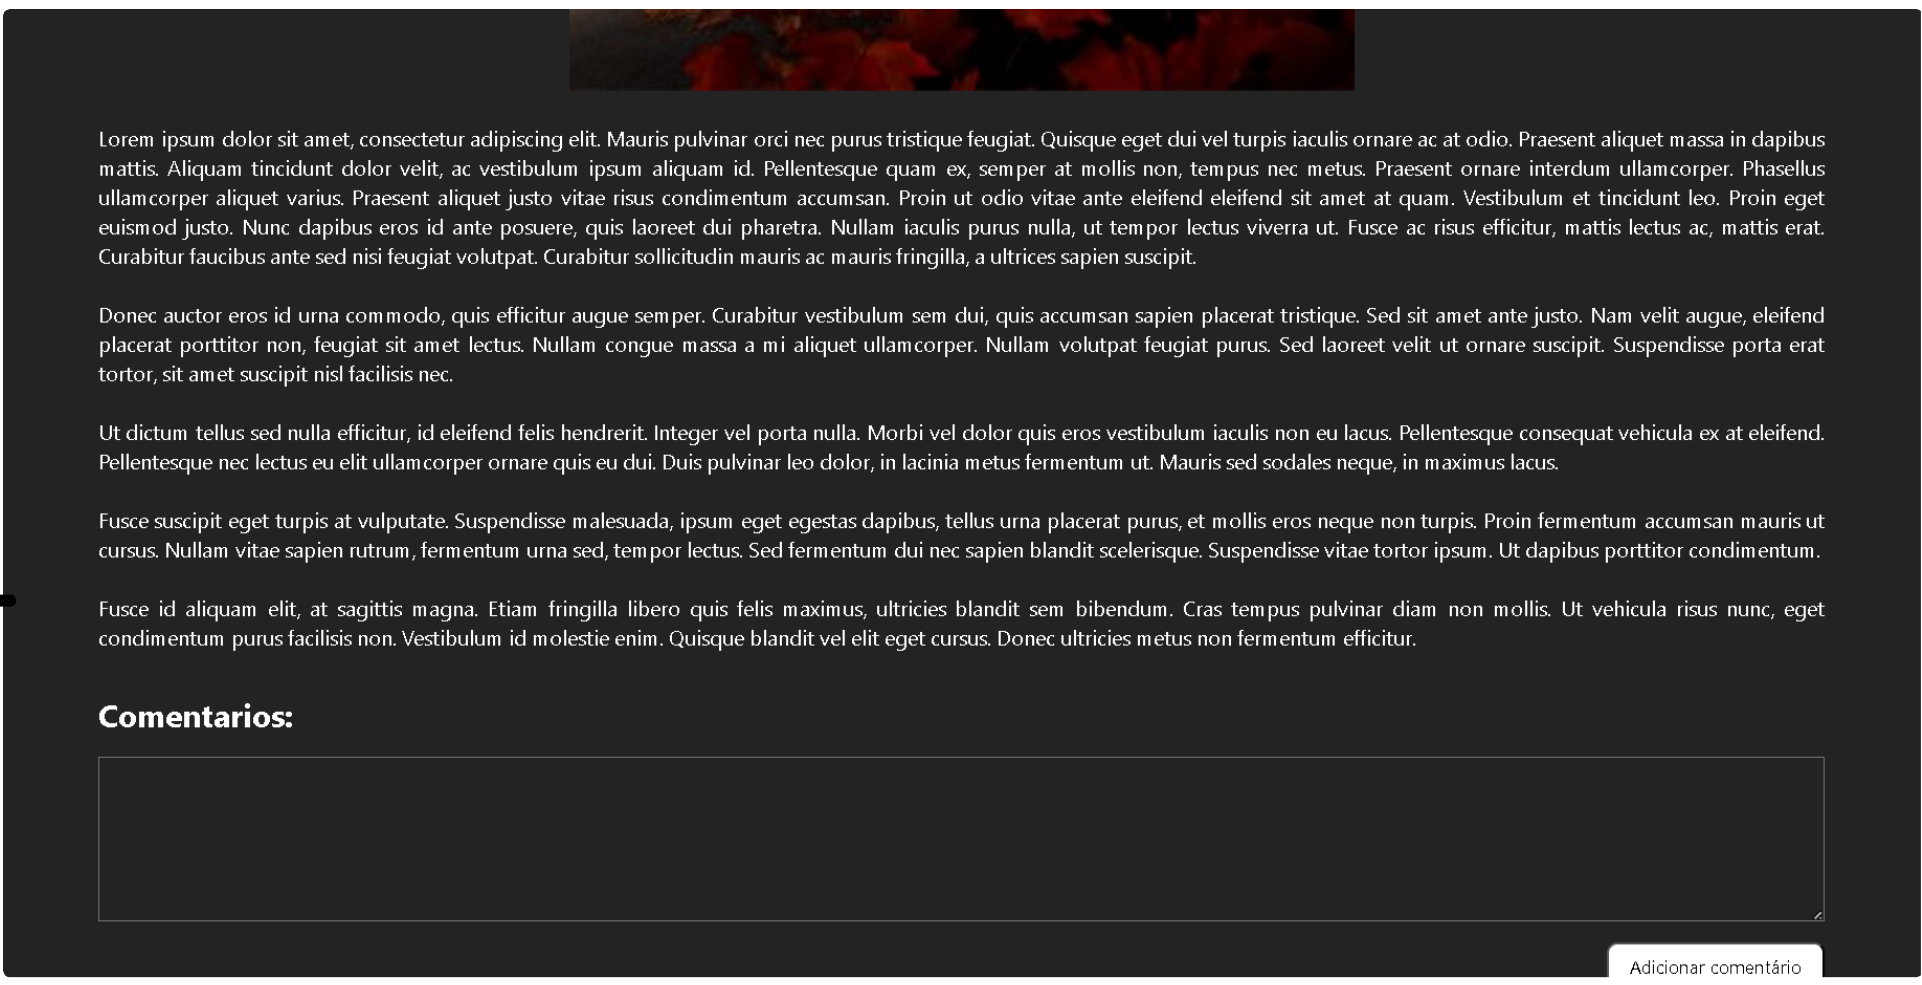 Lorem ipsum dolor sit amet, consectetur adipiscing elit. Mauris pulvinar orci nec purus tristique feugiat. Quisque eget dui vel turpis iaculis ornare ac at odio. Praesent aliquet massa in dapibus
mattis. Aliquam tincidunt dolor velit, ac vestibulum ipsum aliquam id. Pellentesque quam ex, semper at mollis non, tempus nec metus. Praesent ornare interdum ullamcorper. Phasellus
ullamcorper aliquet varius. Praesent aliquet justo vitae risus condimentum accumsan. Proin ut odio vitae ante eleifend eleifend sit amet at quam. Vestibulum et tincidunt leo. Proin eget
euismod justo. Nunc dapibus eros id ante posuere, quis laoreet dui pharetra. Nullam iaculis purus nulla, ut tempor lectus viverra ut. Fusce ac risus efficitur, mattis lectus ac, mattis erat.
Curabitur faucibus ante sed nisi feugiat volutpat. Curabitur sollicitudin mauris ac mauris fringilla, a ultrices sapien suscipit.
Donec auctor eros id urna commodo, quis efficitur augue semper. Curabitur vestibulum sem dui, quis accumsan sapien placerat tristique. Sed sit amet ante justo. Nam velit augue, eleifend
placerat porttitor non, feugiat sit amet lectus. Nullam congue massa a mi aliquet ullamcorper. Nullam volutpat feugiat purus. Sed laoreet velit ut ornare suscipit. Suspendisse porta erat
tortor, sit amet suscipit nisl facilisis nec.
Ut dictum tellus sed nulla efficitur, id eleifend felis hendrerit. Integer vel porta nulla. Morbi vel dolor quis eros vestibulum iaculis non eu lacus. Pellentesque consequat vehicula ex at eleifend.
Pellentesque nec lectus eu elit ullamcorper ornare quis eu dui. Duis pulvinar leo dolor, in lacinia metus fermentum ut. Mauris sed sodales neque, in maximus lacus.
Fusce suscipit eget turpis at vulputate. Suspendisse malesuada, ipsum eget egestas dapibus, tellus urna placerat purus, et mollis eros neque non turpis. Proin fermentum accumsan mauris ut
cursus. Nullam vitae sapien rutrum, fermentum urna sed, tempor lectus. Sed fermentum dui nec sapien blandit scelerisque. Suspendisse vitae tortor ipsum. Ut dapibus porttitor condimentum.
Fusce id aliquam elit, at sagittis magna. Etiam fringilla libero quis felis maximus, ultricies blandit sem bibendum. Cras tempus pulvinar diam non mollis. Ut vehicula risus nunc, eget
condimentum purus facilisis non. Vestibulum id molestie enim. Quisque blandit vel elit eget cursus. Donec ultricies metus non fermentum efficitur.
Comentarios:
Adicionar comentário